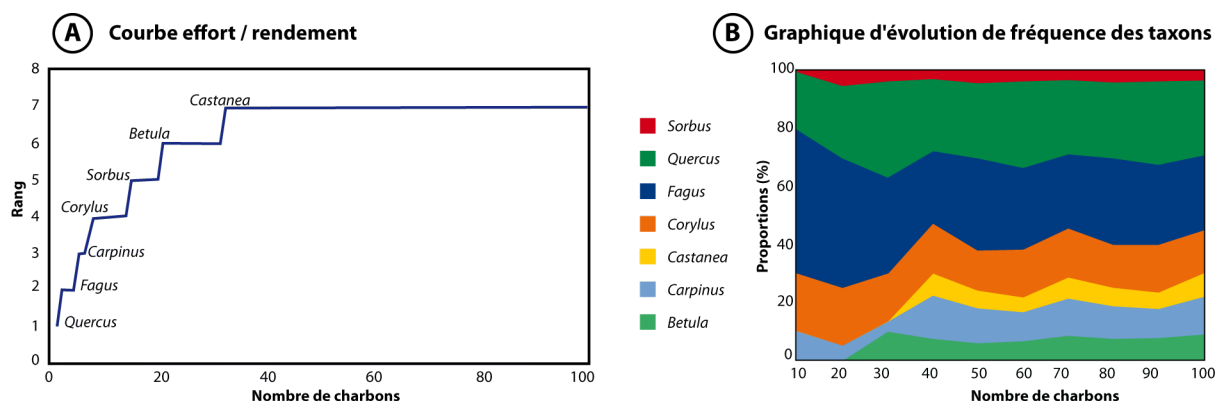 A Courbe effort / rendement
8
7
6
5
4
3
2
1
0
Rang
Castanea
Betula
Sorbus
Corylus
Carpinus
Fagus
Quercus
0 20 40 60 80 100
Nombre de charbons
B Graphique d'évolution de fréquence des taxons
Sorbus
Quercus
Fagus
Corylus
Castanea
Carpinus
Betula
100
80
60
40
20
0
Proportions (%)
10 20 30 40 50 60 70 80 90 100
Nombre de charbons